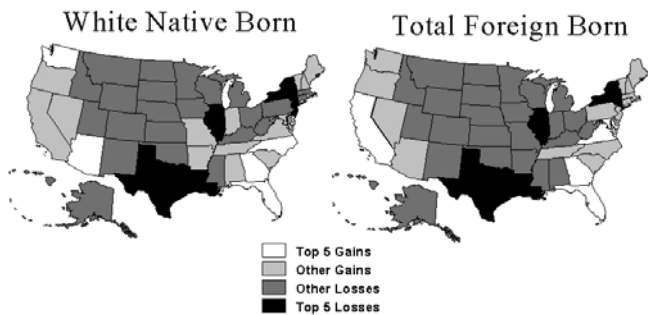 White Native Born
Total Foreign Born
Top 5 Gains
Other Gains
Other Losses
Top 5 Losses